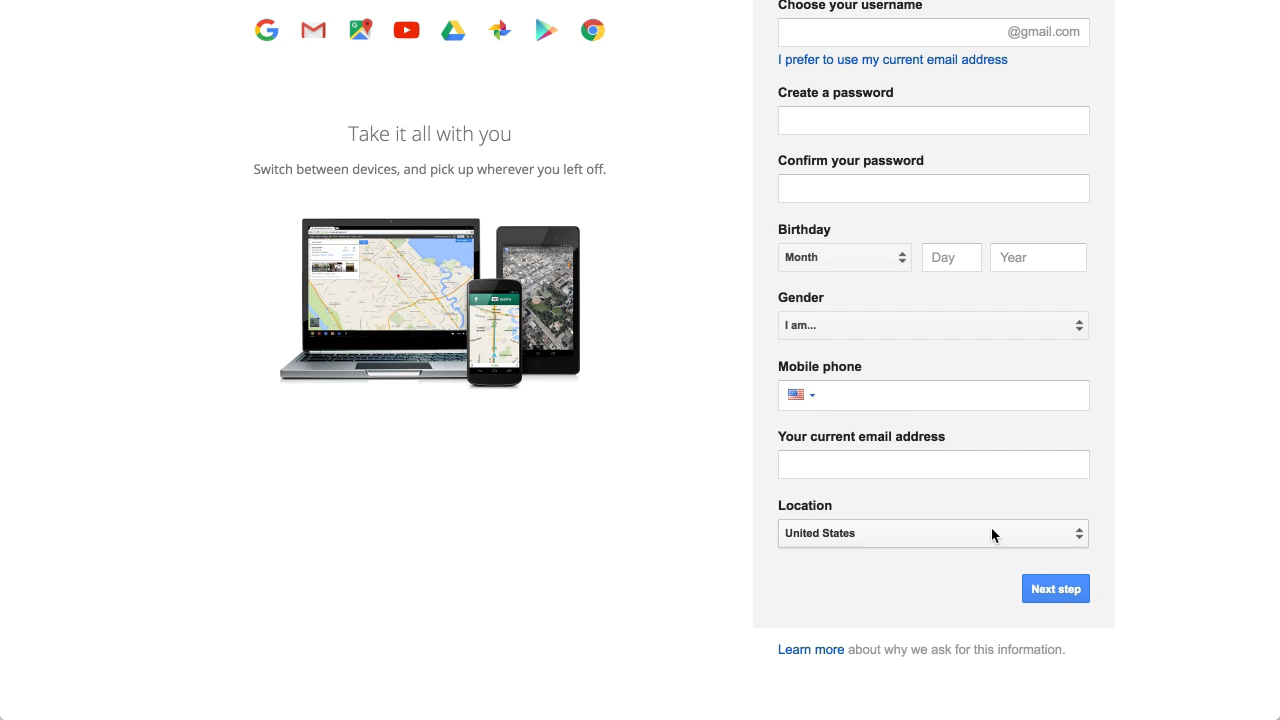 Take it all with you
Switch between devices, and pick up wherever you left off.
Choose your username
@gmail.com
I prefer to use my current email address
Create a password
Confirm your password
Birthday
Month Day Year
Gender
I am...
Mobile phone
Your current email address
Location
United States
Next step
Learn more about why we ask for this information.